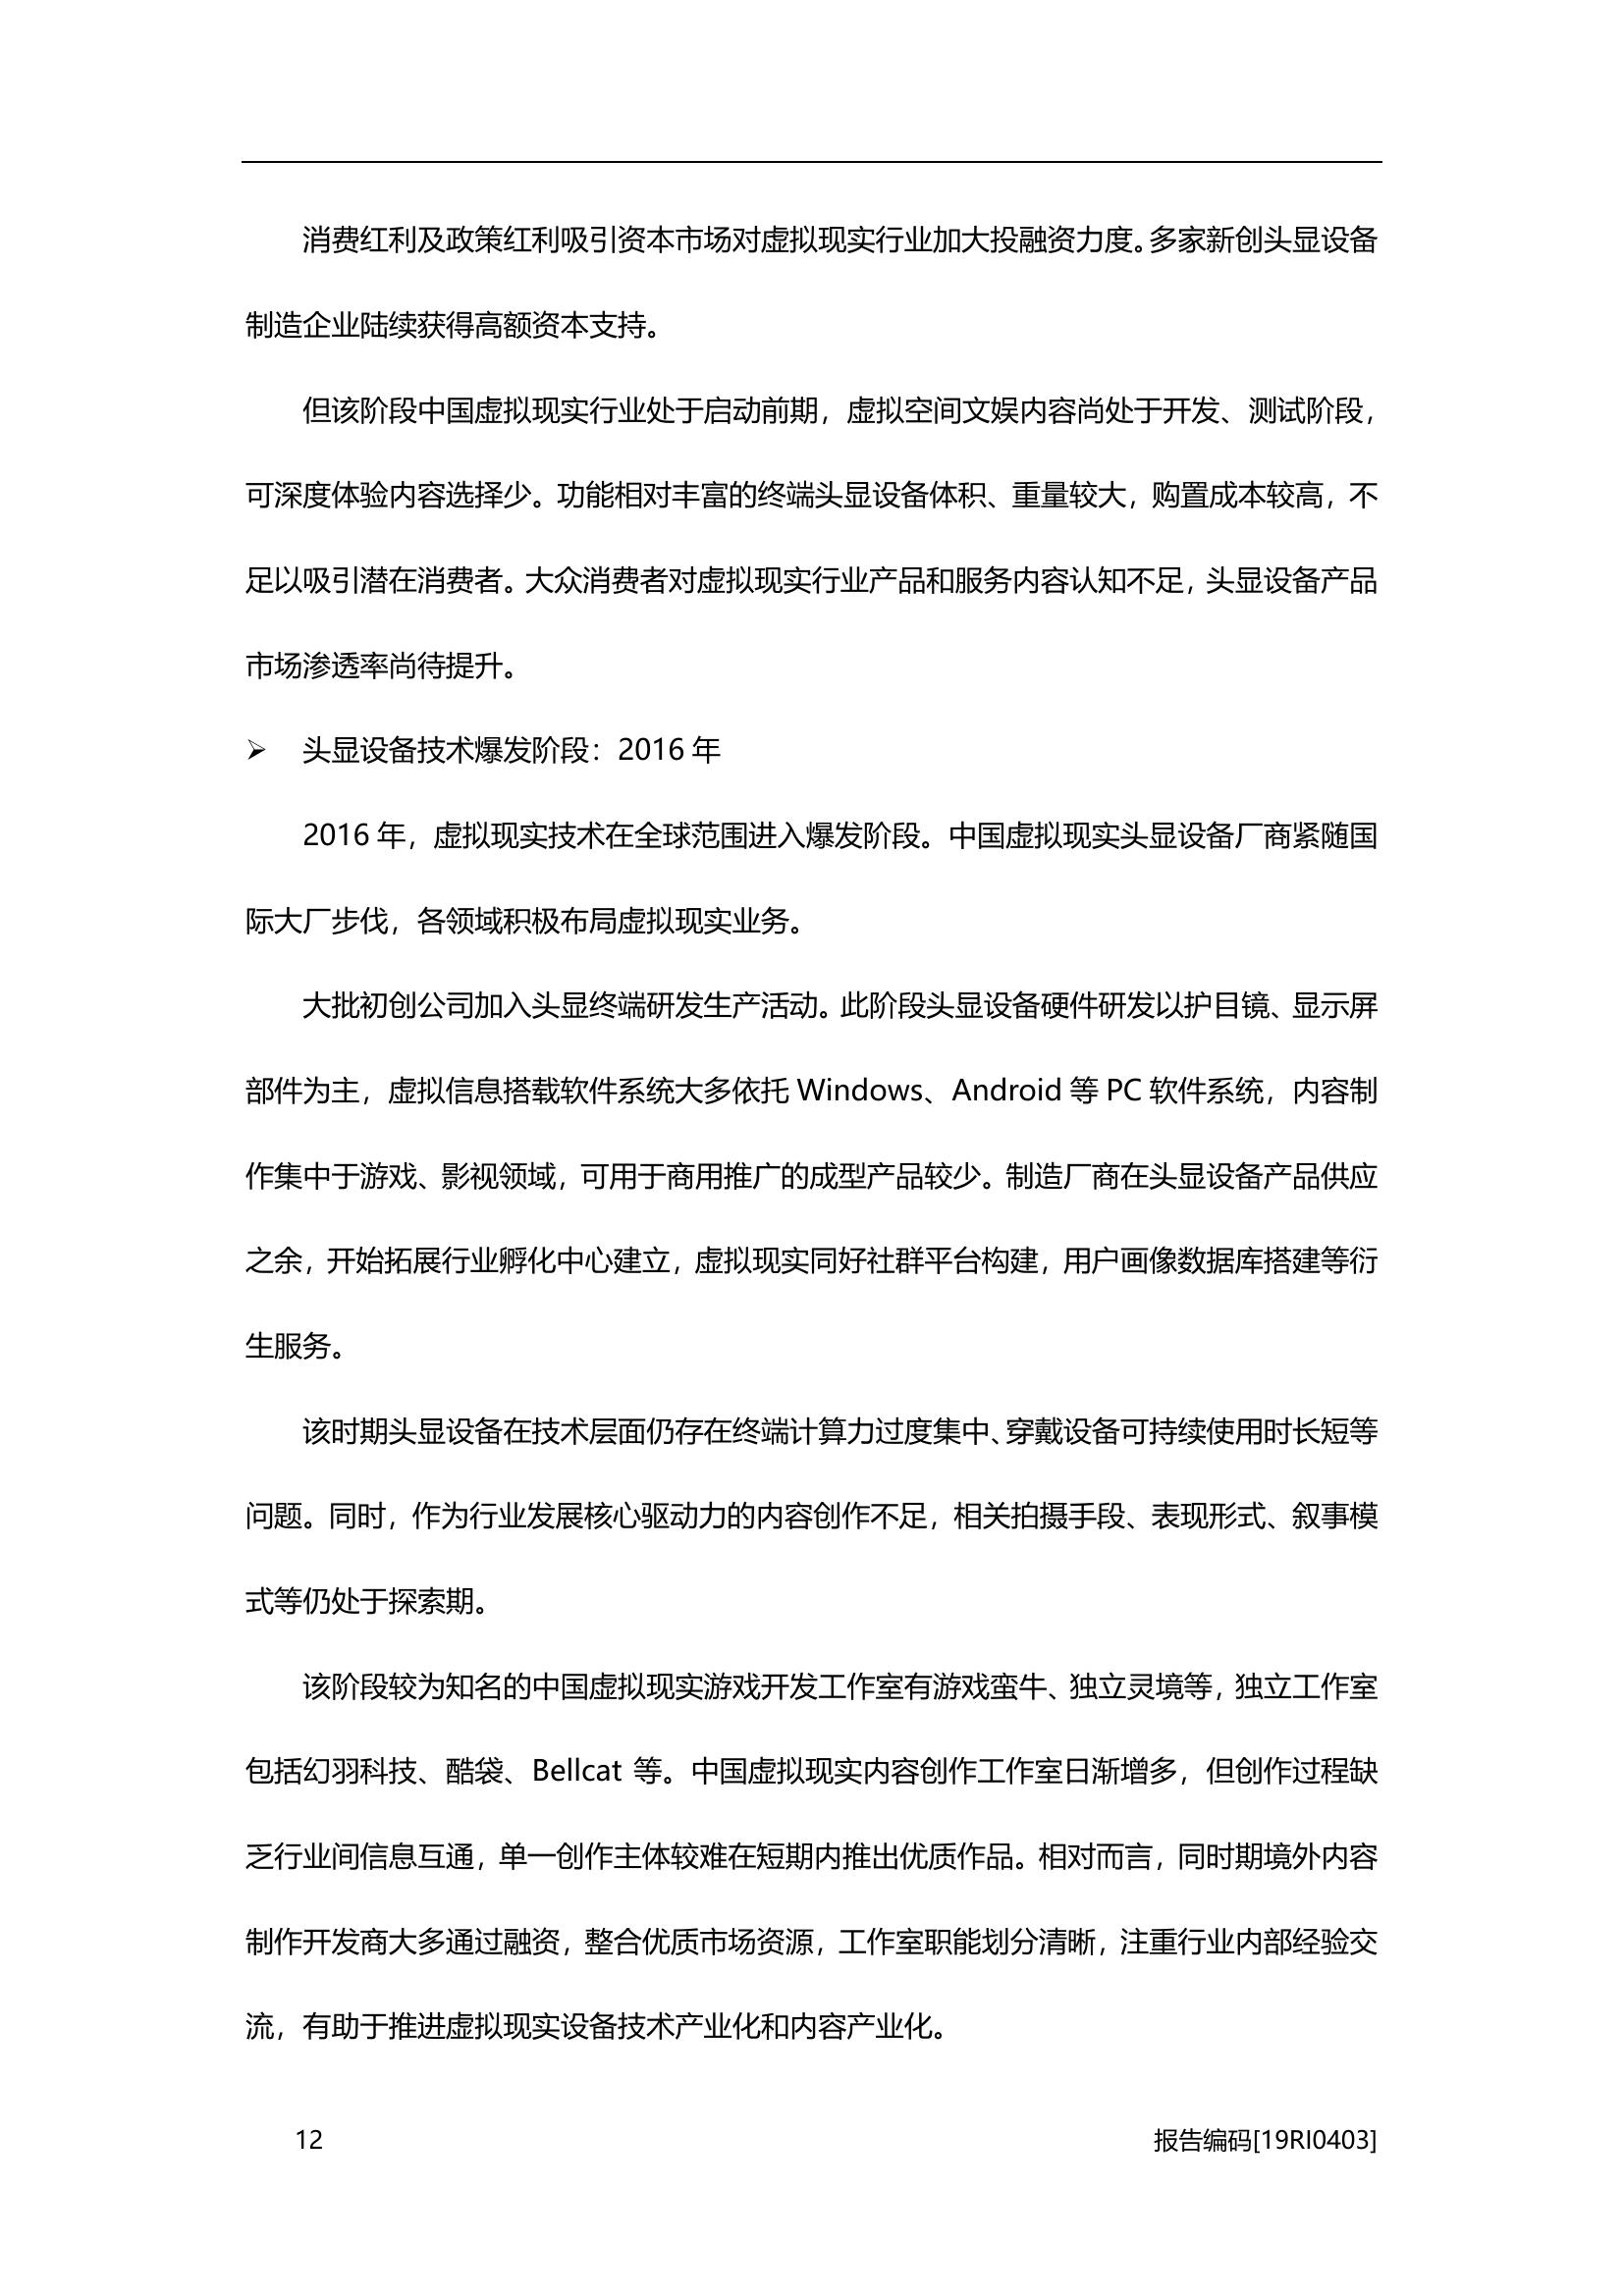 消费红利及政策红利吸引资本市场对虚拟现实行业加大投融资力度。多家新创头显设备
制造企业陆续获得高额资本支持。
但该阶段中国虚拟现实行业处于启动前期，虚拟空间文娱内容尚处于开发、测试阶段，
可深度体验内容选择少。功能相对丰富的终端头显设备体积、重量较大，购置成本较高，不
足以吸引潜在消费者。大众消费者对虚拟现实行业产品和服务内容认知不足，头显设备产品
市场渗透率尚待提升。
➢ 头显设备技术爆发阶段：2016 年
2016 年，虚拟现实技术在全球范围进入爆发阶段。中国虚拟现实头显设备厂商紧随国
际大厂步伐，各领域积极布局虚拟现实业务。
大批初创公司加入头显终端研发生产活动。此阶段头显设备硬件研发以护目镜、显示屏
部件为主，虚拟信息搭载软件系统大多依托 Windows、Android 等 PC 软件系统，内容制
作集中于游戏、影视领域，可用于商用推广的成型产品较少。制造厂商在头显设备产品供应
之余，开始拓展行业孵化中心建立，虚拟现实同好社群平台构建，用户画像数据库搭建等衍
生服务。
该时期头显设备在技术层面仍存在终端计算力过度集中、穿戴设备可持续使用时长短等
问题。同时，作为行业发展核心驱动力的内容创作不足，相关拍摄手段、表现形式、叙事模
式等仍处于探索期。
该阶段较为知名的中国虚拟现实游戏开发工作室有游戏蛮牛、独立灵境等，独立工作室
包括幻羽科技、酷袋、Bellcat 等。中国虚拟现实内容创作工作室日渐增多，但创作过程缺
乏行业间信息互通，单一创作主体较难在短期内推出优质作品。相对而言，同时期境外内容
制作开发商大多通过融资，整合优质市场资源，工作室职能划分清晰，注重行业内部经验交
流，有助于推进虚拟现实设备技术产业化和内容产业化。
12 报告编码[19RI0403]